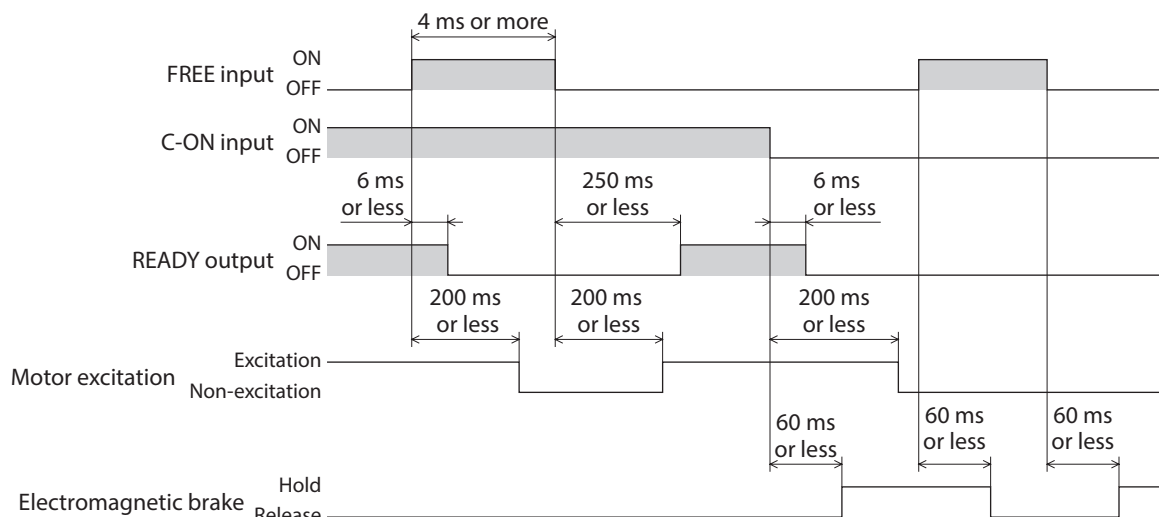 4 ms or more
ON
FREE input
OFF
ON
C-ON input
OFF
6 ms
or less
250 ms
or less
6 ms
or less
ON
READY output
OFF
200 ms
or less
200 ms
or less
200 ms
or less
Excitation
Motor excitation
Non-excitation
60 ms
or less
60 ms
or less
60 ms
or less
Hold
Electromagnetic brake
Release